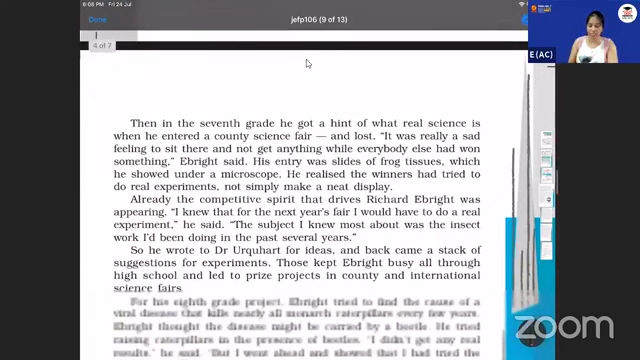 6:08 PM Fri 24 Jul
Done
jefp106 (9 of 13)
4 of 7
E (AC)
Then in the seventh grade he got a hint of what real science is
when he entered a county science fair — and lost. “It was really a sad
feeling to sit there and not get anything while everybody else had won
something,” Ebright said. His entry was slides of frog tissues, which
he showed under a microscope. He realised the winners had tried to
do real experiments, not simply make a neat display.
Already the competitive spirit that drives Richard Ebright was
appearing. “I knew that for the next year’s fair I would have to do a real
experiment,” he said. “The subject I knew most about was the insect
work I’d been doing in the past several years.”
So he wrote to Dr Urquhart for ideas, and back came a stack of
suggestions for experiments. Those kept Ebright busy all through
high school and led to prize projects in county and international
science fairs.
For his eighth grade project, Ebright tried to find the cause of a
viral disease that kills nearly all monarch caterpillars every few years.
Ebright thought the disease might be carried by a beetle. He tried
raising caterpillars in the presence of beetles. “I didn’t get any real
results,” he said. “But I went ahead and showed that I had tried the
zoom